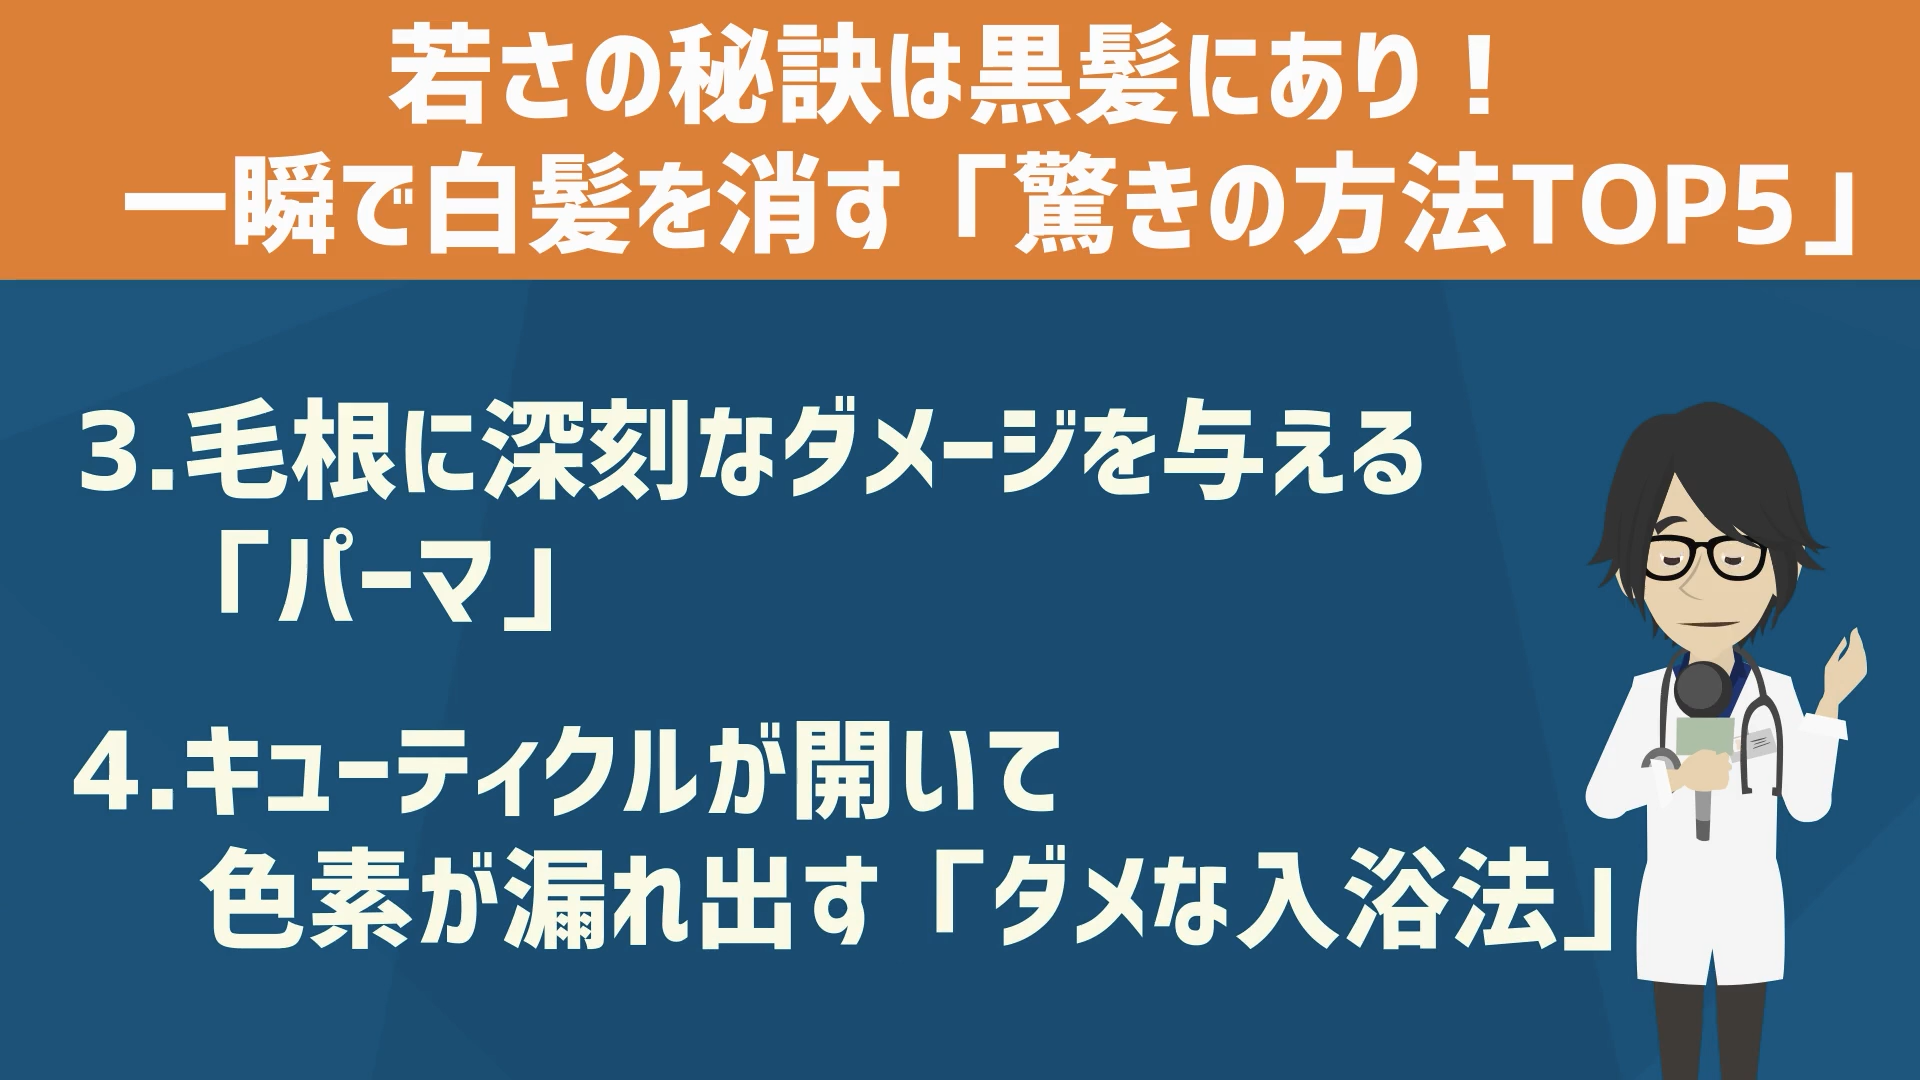 若さの秘訣は黒髪にあり！
一瞬で白髪を消す「驚きの方法TOP5」
3.毛根に深刻なダメージを与える
「パーマ」
4.キューティクルが開いて
色素が漏れ出す「ダメな入浴法」